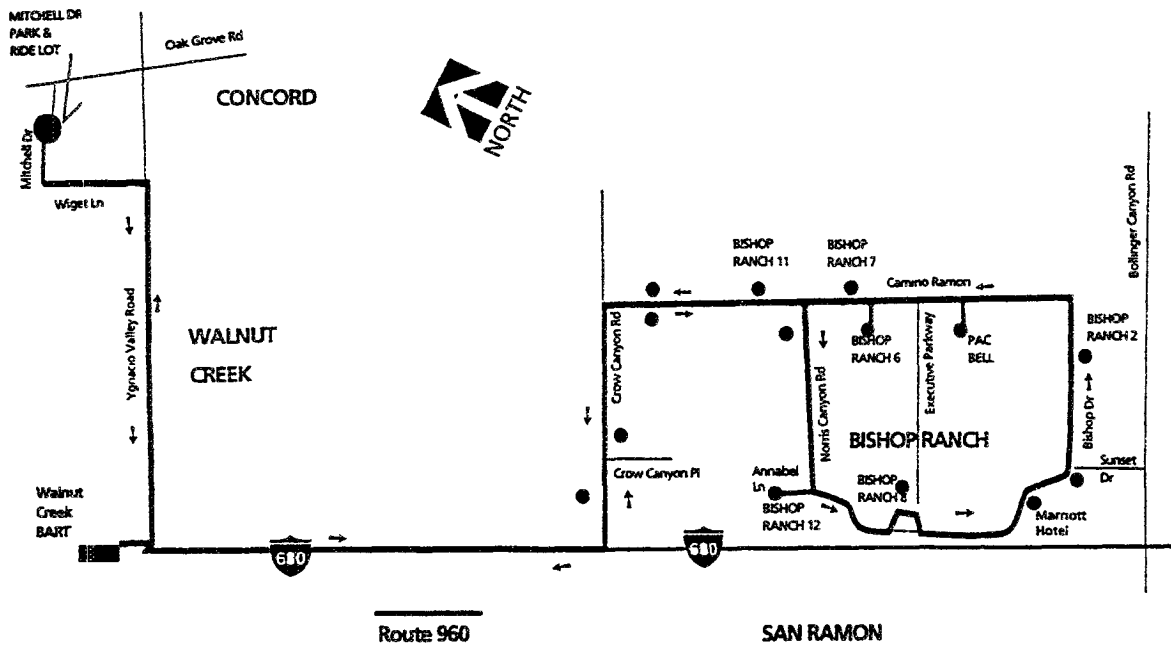 MITCHELL DR
PARK &
RIDE LOT
Oak Grove Rd
CONCORD
NORTH
Mitchell Dr
Wiget Ln
Ygnacio Valley Road
WALNUT
CREEK
Walnut
Creek
BART
680
Crow Canyon Rd
Crow Canyon Pl
BISHOP
RANCH 11
BISHOP
RANCH 7
Camino Ramon
Bollinger Canyon Rd
BISHOP
RANCH 2
BISHOP
RANCH 6
Executive Parkway
PAC
BELL
Norris Canyon Rd
Bishop Dr
BISHOP RANCH
Sunset
Dr
Annabel
Ln
BISHOP
RANCH 8
BISHOP
RANCH 12
Marriott
Hotel
680
Route 960
SAN RAMON